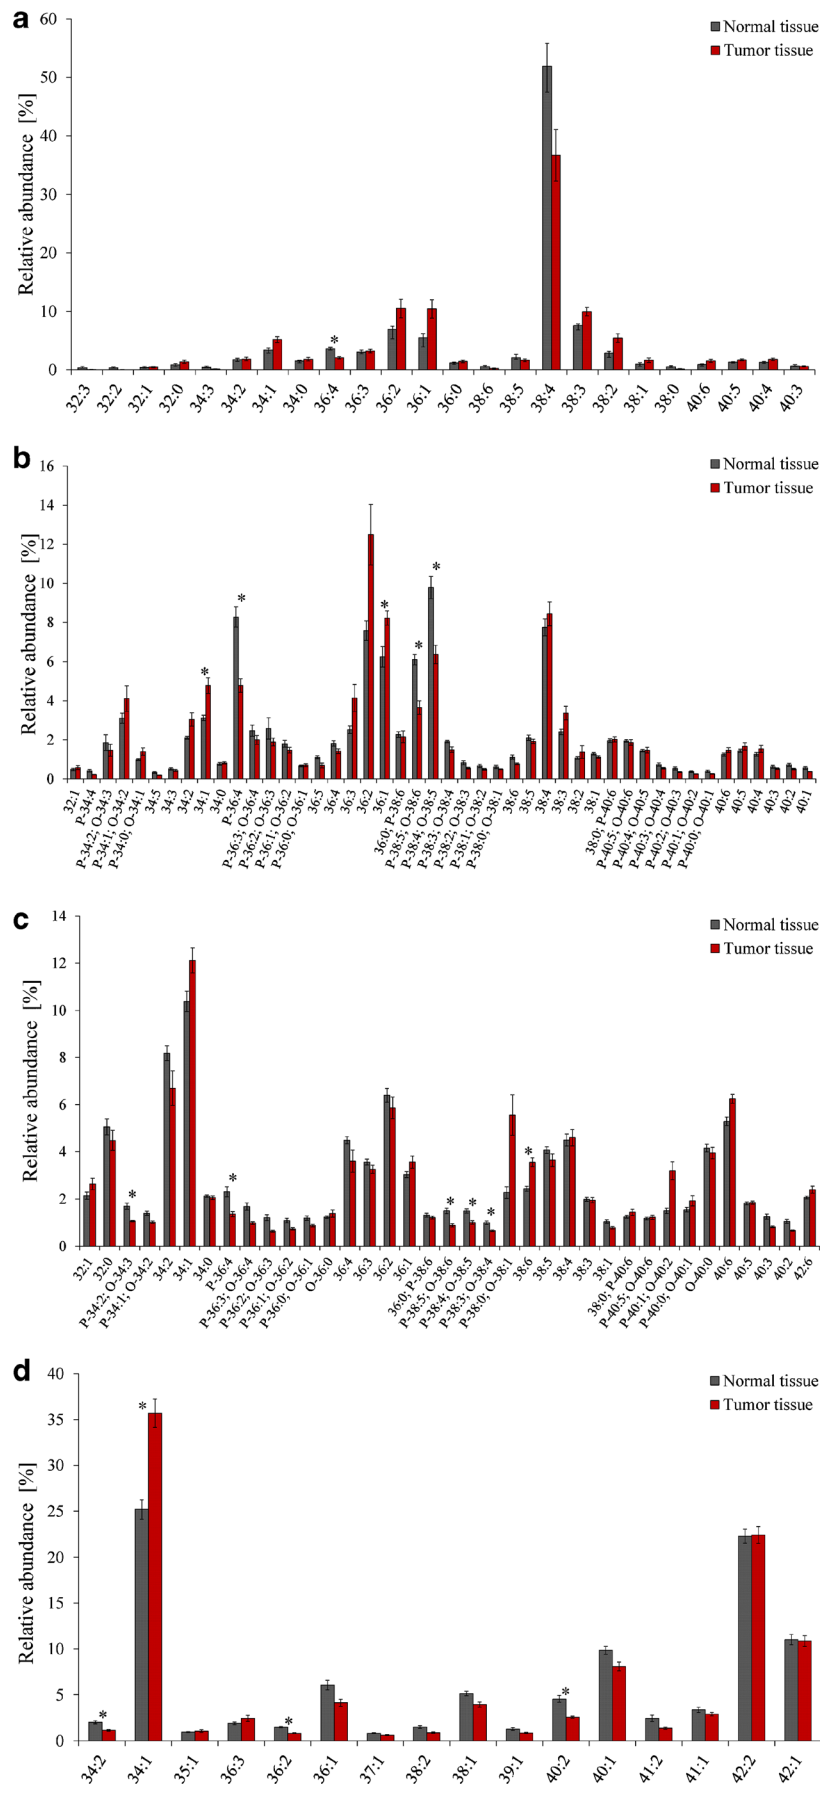 a
Normal tissue
Tumor tissue
Relative abundance [%]
60
50
40
30
20
10
0
*
32:3 32:2 32:1 32:0 34:3 34:2 34:1 34:0 36:4 36:3 36:2 36:1 36:0 38:6 38:5 38:4 38:3 38:2 38:1 38:0 40:6 40:5 40:4 40:3
b
Normal tissue
Tumor tissue
Relative abundance [%]
16
14
12
10
8
6
4
2
0
* * * * *
32:1 P-34:4 P-34:2; O-34:3 P-34:1; O-34:2 P-34:0; O-34:1 34:5 34:3 34:2 34:1 34:0 P-36:4 P-36:3; O-36:4 P-36:2; O-36:3 P-36:1; O-36:2 P-36:0; O-36:1 36:5 36:4 36:3 36:2 36:1 36:0; P-38:6 P-38:5; O-38:6 P-38:4; O-38:5 P-38:3; O-38:4 P-38:2; O-38:3 P-38:1; O-38:2 P-38:0; O-38:1 38:6 38:5 38:4 38:3 38:2 38:1 38:0; P-40:6 P-40:5; O-40:6 P-40:4; O-40:5 P-40:3; O-40:4 P-40:2; O-40:3 P-40:1; O-40:2 P-40:0; O-40:1 40:6 40:5 40:4 40:3 40:2 40:1
c
Normal tissue
Tumor tissue
Relative abundance [%]
14
12
10
8
6
4
2
0
* * * * * *
32:1 32:0 P-34:2; O-34:3 P-34:1; O-34:2 34:2 34:1 34:0 P-36:4 P-36:3; O-36:4 P-36:2; O-36:3 P-36:1; O-36:2 P-36:0; O-36:1 O-36:0 36:4 36:3 36:2 36:1 36:0; P-38:6 P-38:5; O-38:6 P-38:4; O-38:5 P-38:3; O-38:4 P-38:0; O-38:1 38:6 38:5 38:4 38:3 38:1 38:0; P-40:6 P-40:5; O-40:6 P-40:1; O-40:2 P-40:0; O-40:1 O-40:0 40:6 40:5 40:3 40:2 42:6
d
Normal tissue
Tumor tissue
Relative abundance [%]
40
35
30
25
20
15
10
5
0
* * * *
34:2 34:1 35:1 36:3 36:2 36:1 37:1 38:2 38:1 39:1 40:2 40:1 41:2 41:1 42:2 42:1